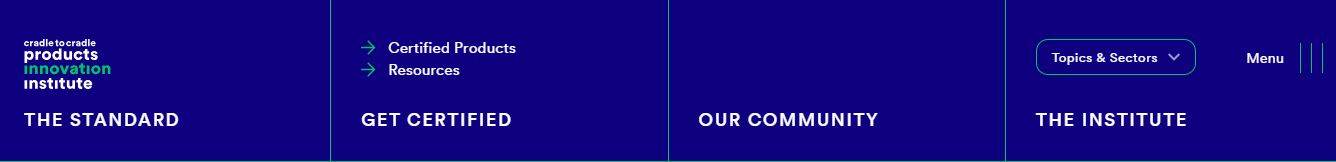 cradle to cradle
products
innovation
institute
Certified Products
Resources
Topics & Sectors
Menu
THE STANDARD
GET CERTIFIED
OUR COMMUNITY
THE INSTITUTE